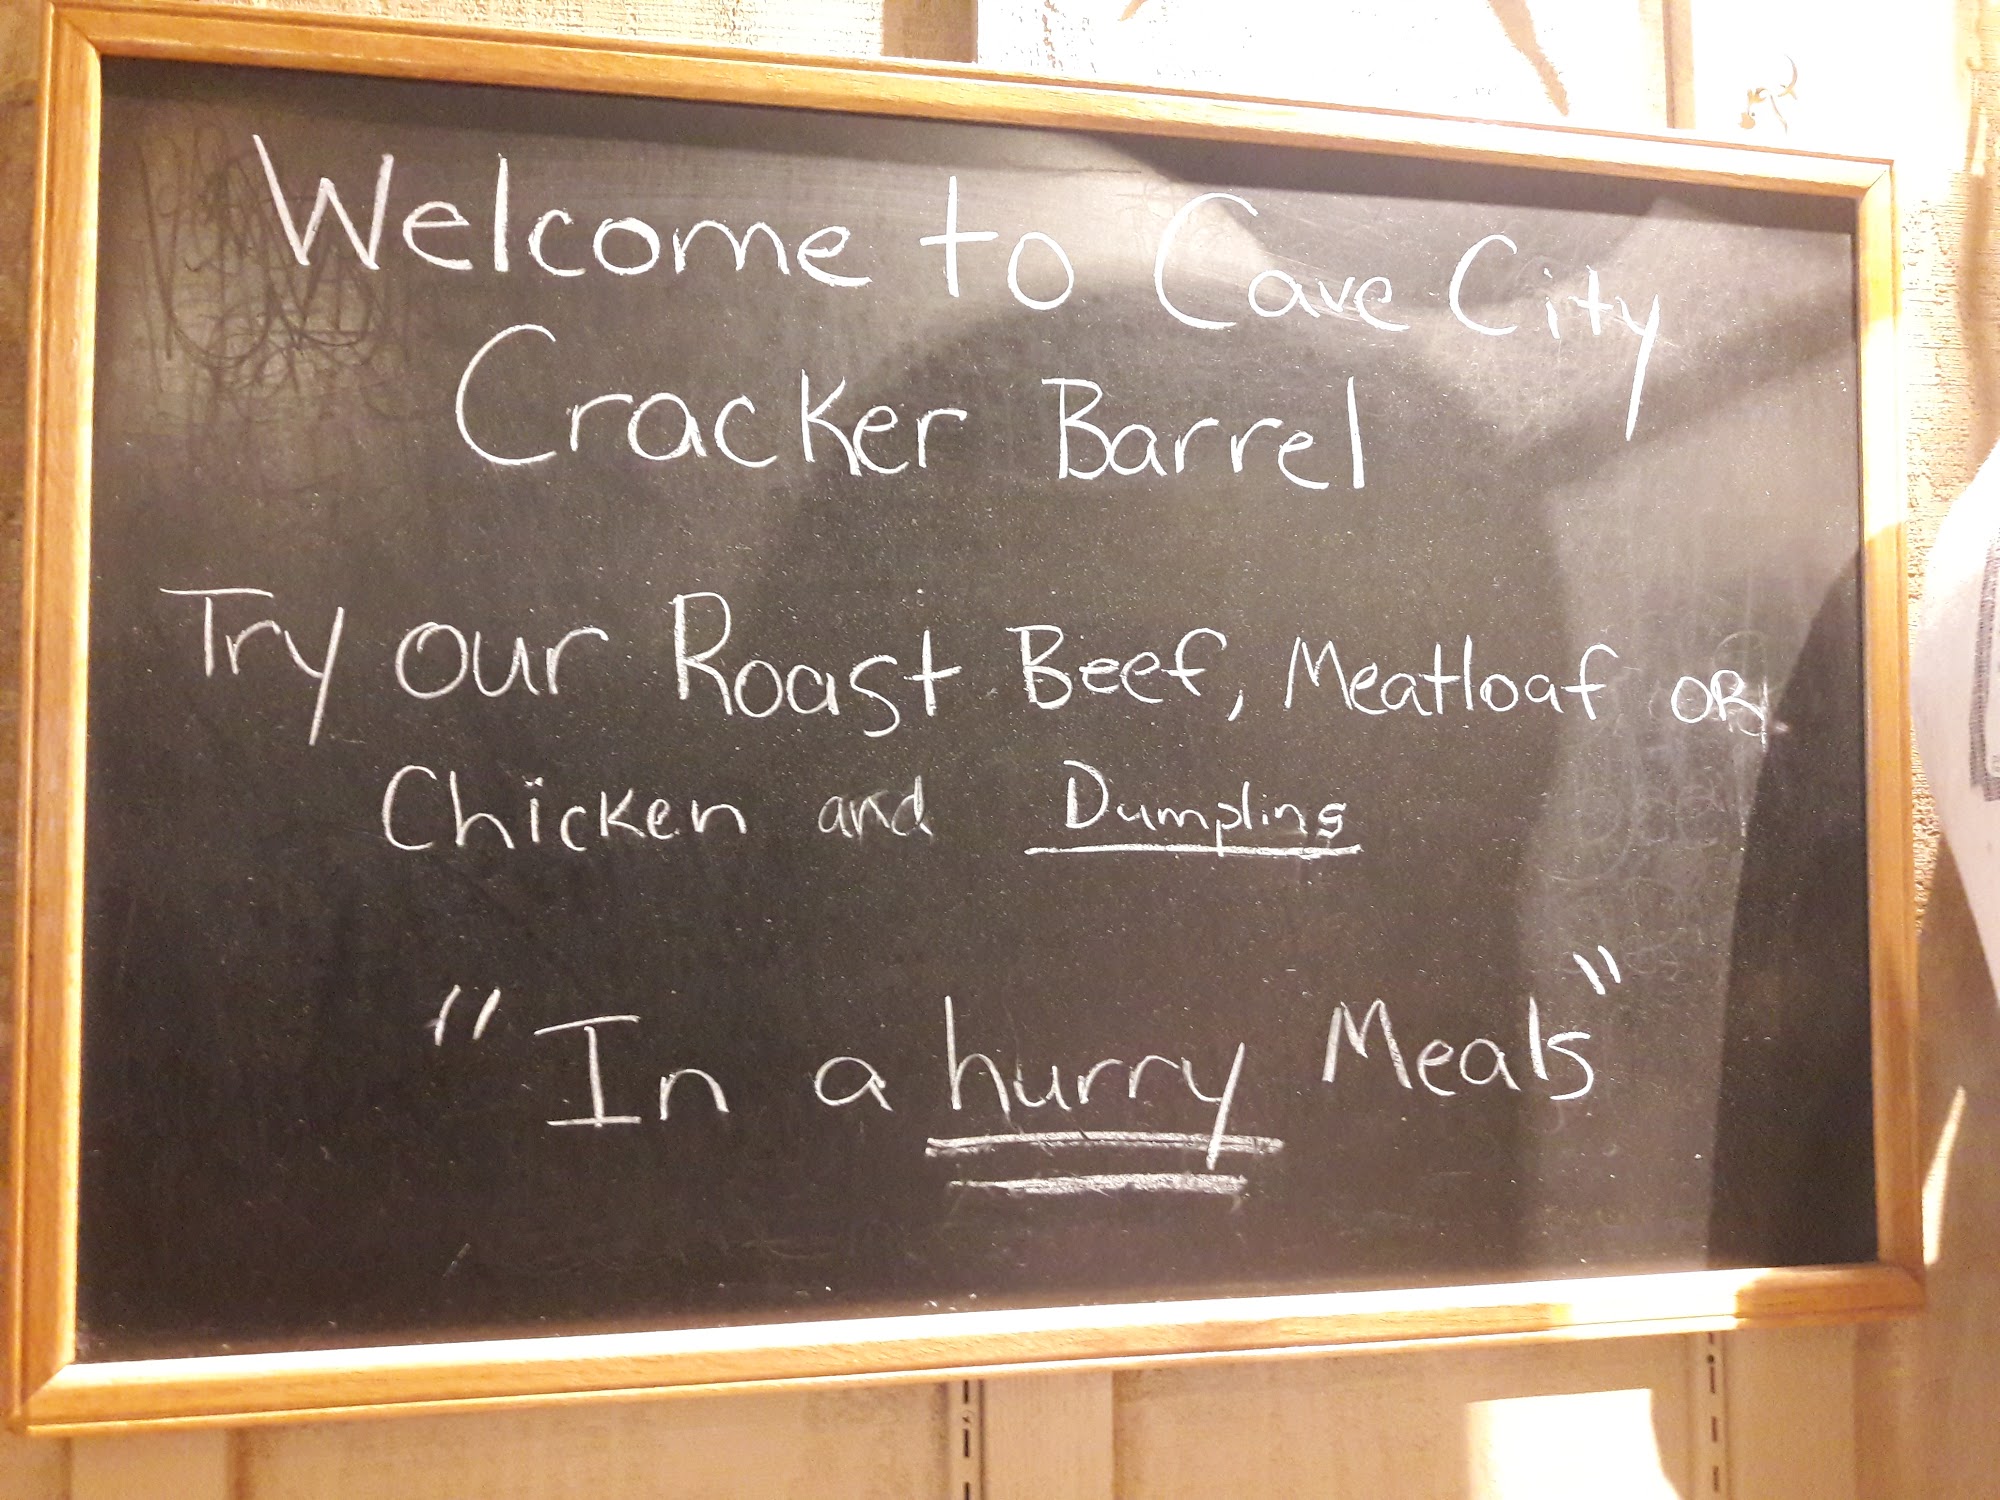 Welcome to Cave City
Cracker Barrel
Try our Roast Beef, Meatloaf OR
Chicken and Dumplins
"In a hurry Meals"